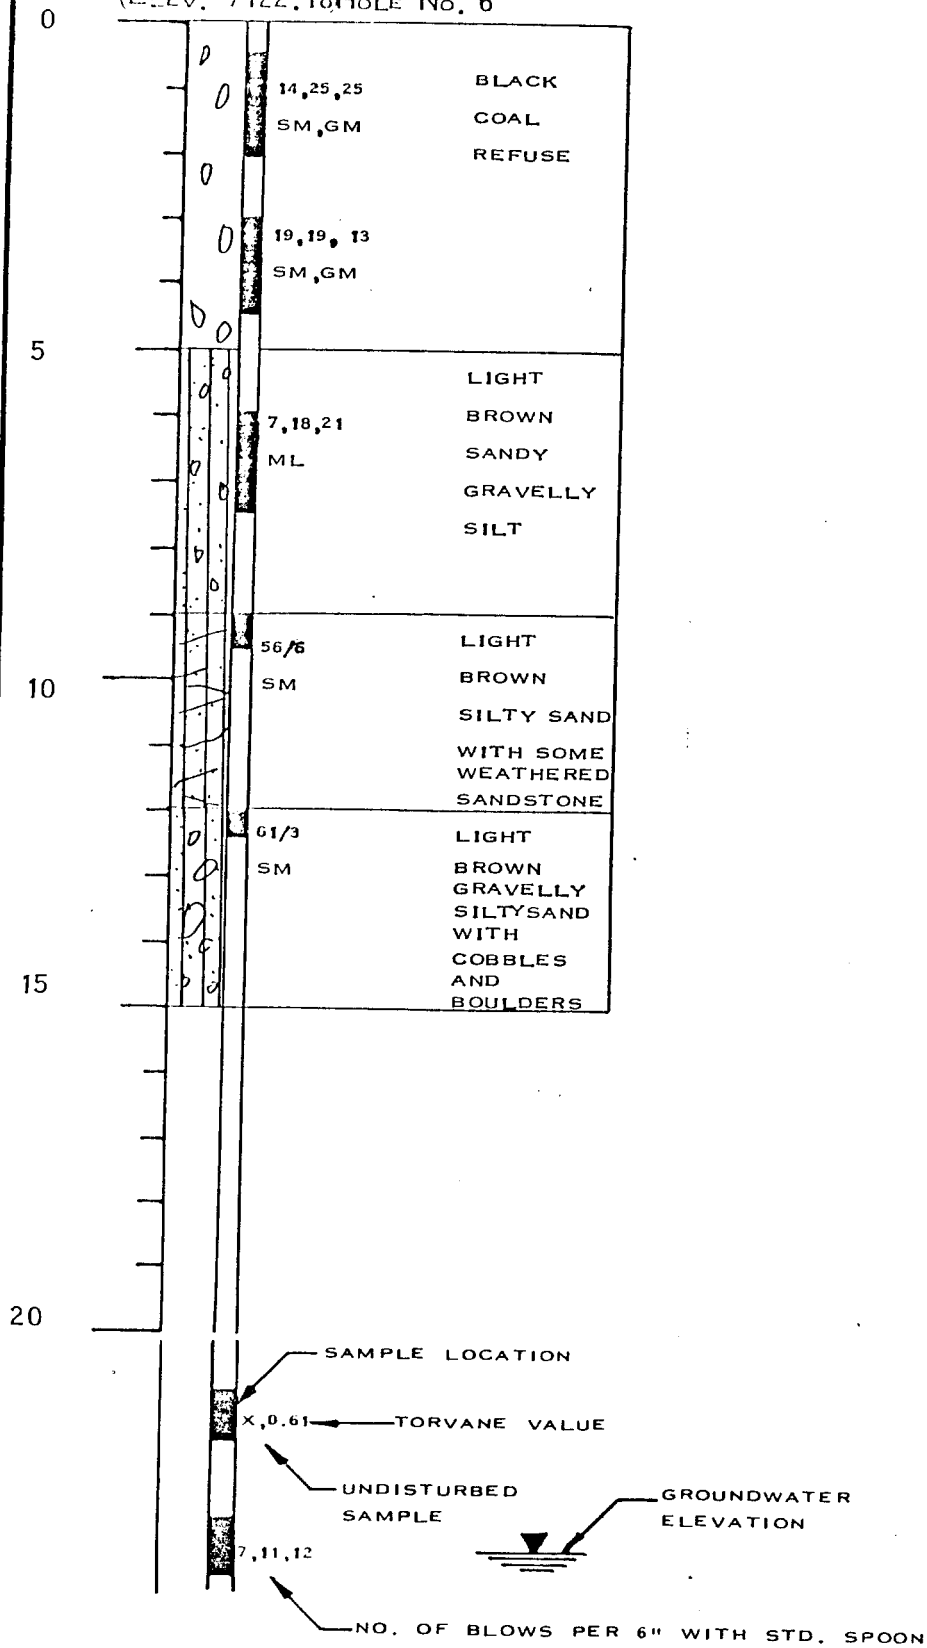 HOLE No. 6
0
14,25,25
SM,GM
BLACK
COAL
REFUSE
19,19, 13
SM,GM
5
7,18,21
ML
LIGHT
BROWN
SANDY
GRAVELLY
SILT
56/6
SM
10
LIGHT
BROWN
SILTY SAND
WITH SOME
WEATHERED
SANDSTONE
61/3
SM
LIGHT
BROWN
GRAVELLY
SILTYSAND
WITH
COBBLES
AND
BOULDERS
15
20
SAMPLE LOCATION
X,0.61
TORVANE VALUE
UNDISTURBED
SAMPLE
GROUNDWATER
ELEVATION
7,11,12
NO. OF BLOWS PER 6" WITH STD. SPOON